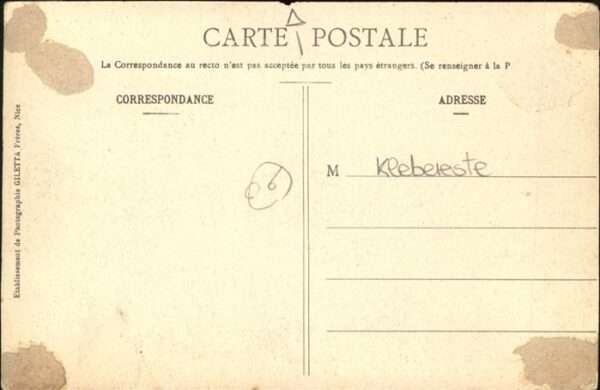 CARTE POSTALE
La Correspondance au recto n'est pas acceptée par tous les pays étrangers. (Se renseigner à la P
CORRESPONDANCE
ADRESSE
M Klebereste
Etablissement de Photographie GILETTA Frères, Nice